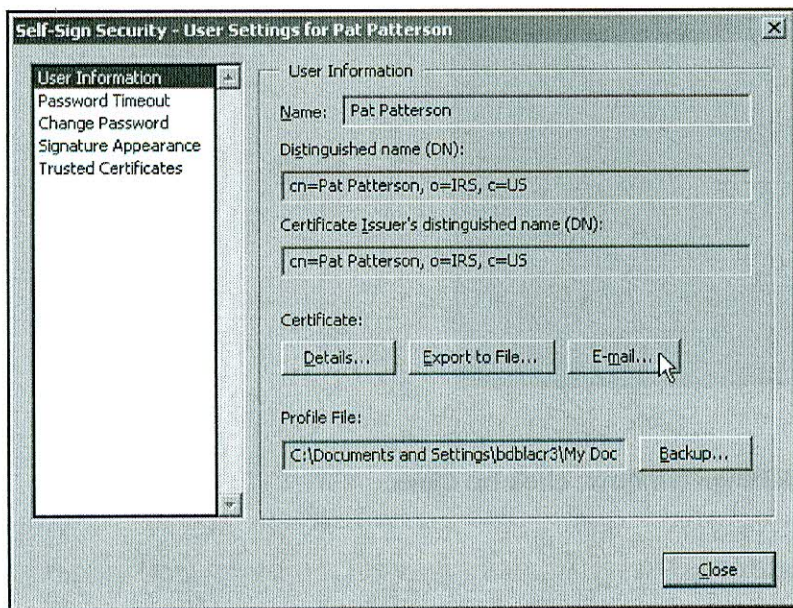 Self-Sign Security - User Settings for Pat Patterson
User Information
Password Timeout
Change Password
Signature Appearance
Trusted Certificates
User Information
Name: Pat Patterson
Distinguished name (DN):
cn=Pat Patterson, o=IRS, c=US
Certificate Issuer's distinguished name (DN):
cn=Pat Patterson, o=IRS, c=US
Certificate:
Details... Export to File... E-mail...
Profile File:
C:\Documents and Settings\bdblacr3\My Doc Backup...
Close